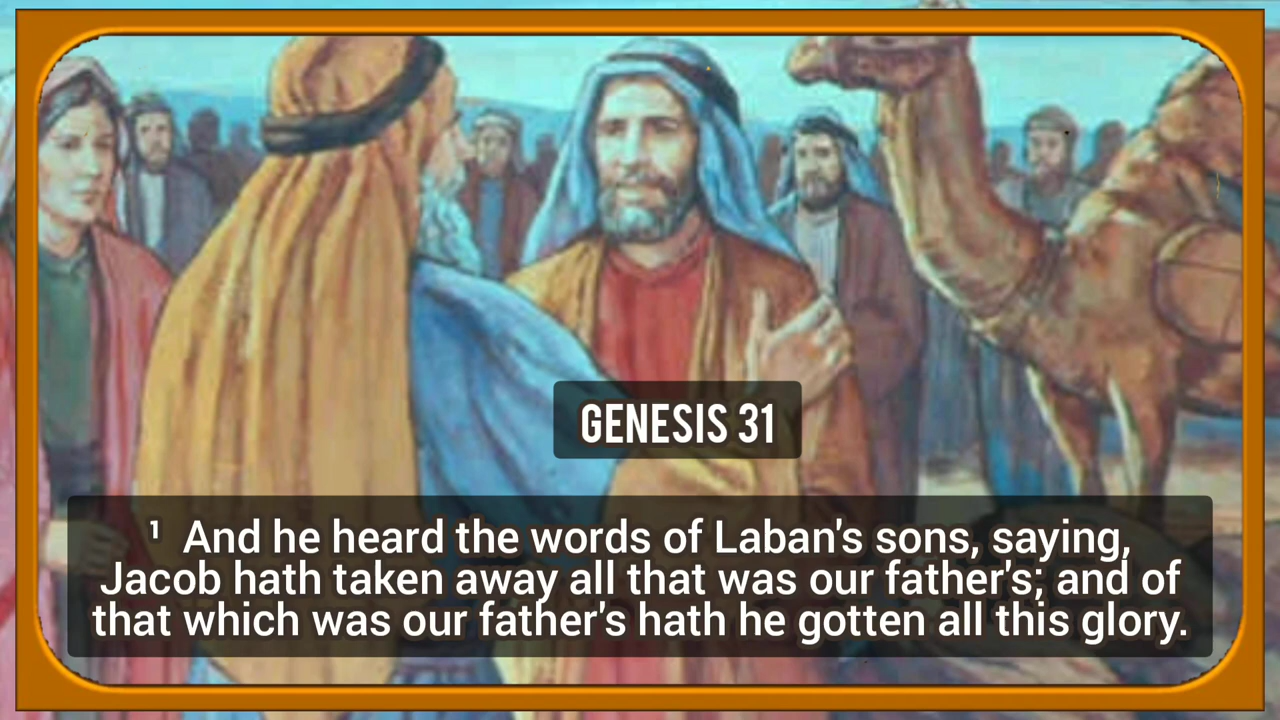 GENESIS 31
¹ And he heard the words of Laban's sons, saying,
Jacob hath taken away all that was our father's; and of
that which was our father's hath he gotten all this glory.